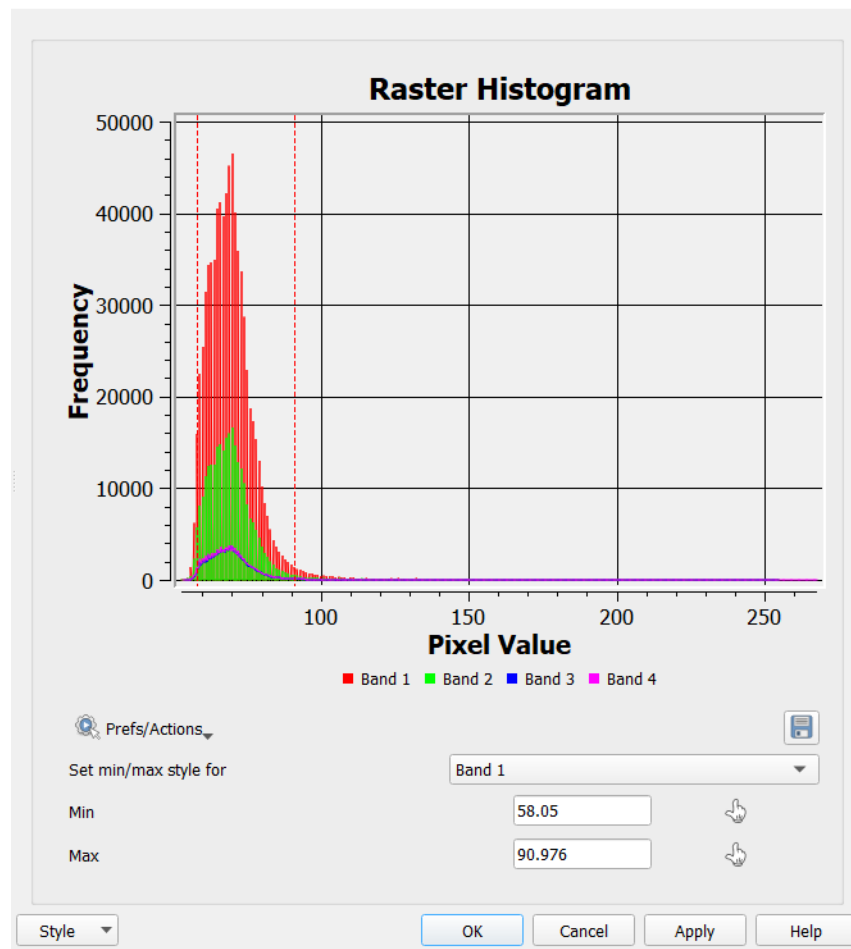 Raster Histogram
50000
40000
30000
20000
10000
0
Frequency
100 150 200 250
Pixel Value
Band 1 Band 2 Band 3 Band 4
Prefs/Actions
Set min/max style for Band 1
Min 58.05
Max 90.976
Style OK Cancel Apply Help